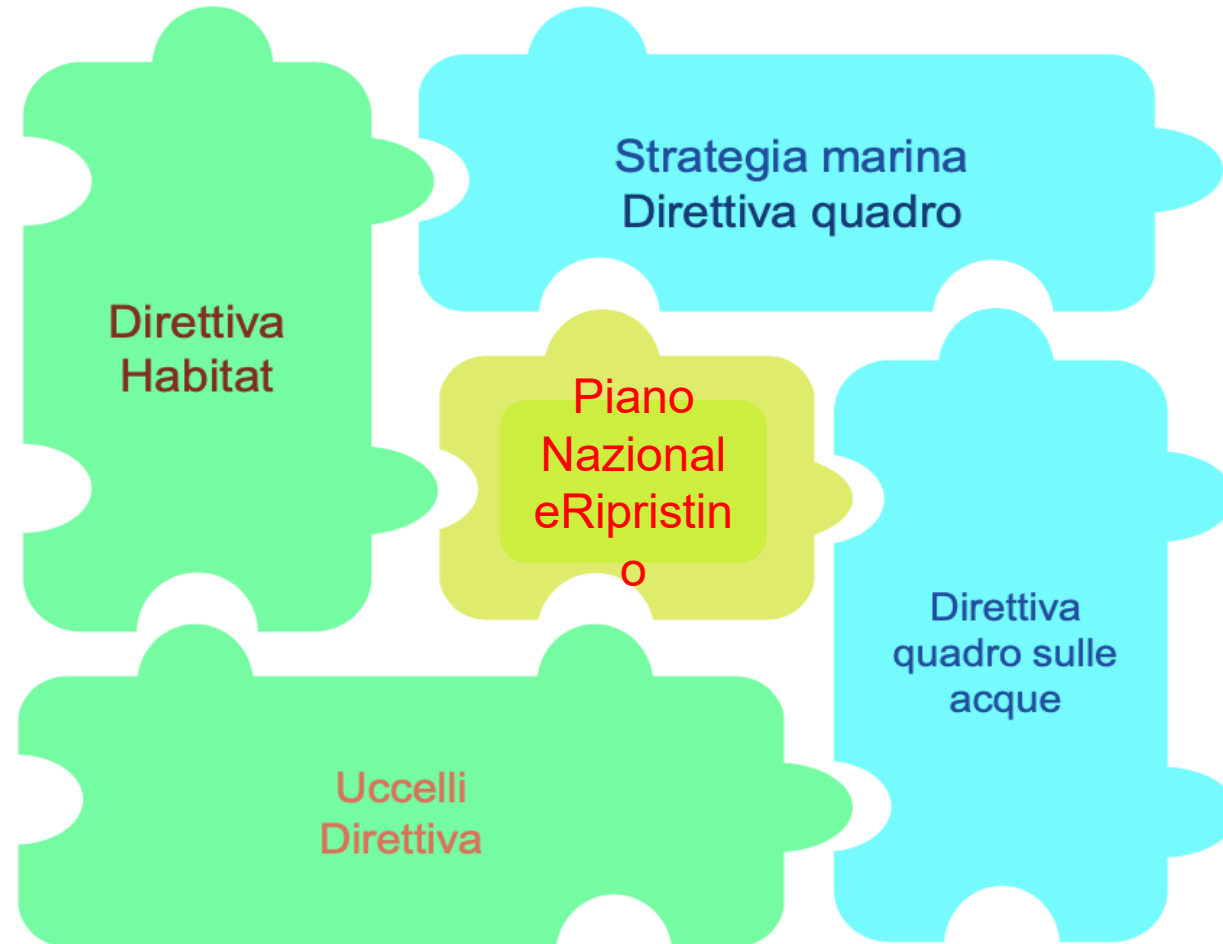 Strategia marina
Direttiva quadro
Direttiva
Habitat
Piano
Nazional
eRipristin
o
Direttiva
quadro sulle
acque
Uccelli
Direttiva